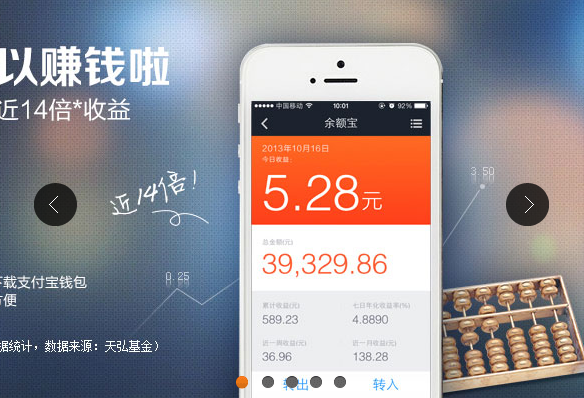 以赚钱啦
近14倍*收益
近14倍!
3.50
0.25
下载支付宝钱包
方便
据统计，数据来源：天弘基金）
中国移动 10:01 92%
余额宝
2013年10月16日
今日收益:
5.28元
总金额(元)
39,329.86
累计收益(元) 七日年化收益率(%)
589.23 4.8890
近一周收益(元) 近一月收益(元)
36.96 138.28
转出 转入